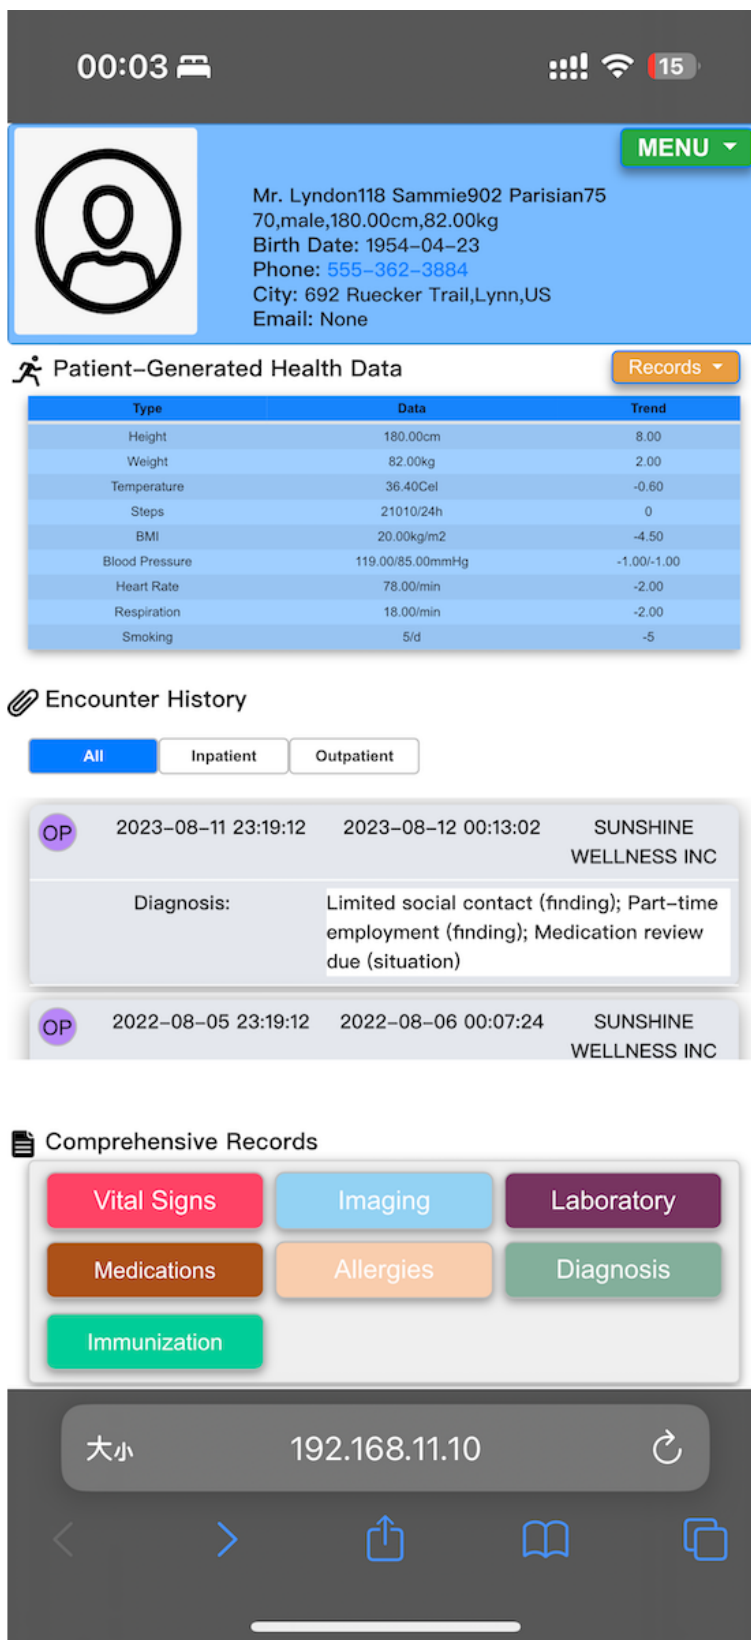 00:03
15
MENU
Mr. Lyndon118 Sammie902 Parisian75
70,male,180.00cm,82.00kg
Birth Date: 1954-04-23
Phone: 555-362-3884
City: 692 Ruecker Trail,Lynn,US
Email: None
Patient-Generated Health Data
Records
Type Data Trend
Height 180.00cm 8.00
Weight 82.00kg 2.00
Temperature 36.40Cel -0.60
Steps 21010/24h 0
BMI 20.00kg/m2 -4.50
Blood Pressure 119.00/85.00mmHg -1.00/-1.00
Heart Rate 78.00/min -2.00
Respiration 18.00/min -2.00
Smoking 5/d -5
Encounter History
All Inpatient Outpatient
OP 2023-08-11 23:19:12 2023-08-12 00:13:02 SUNSHINE
WELLNESS INC
Diagnosis: Limited social contact (finding); Part-time
employment (finding); Medication review
due (situation)
OP 2022-08-05 23:19:12 2022-08-06 00:07:24 SUNSHINE
WELLNESS INC
Comprehensive Records
Vital Signs Imaging Laboratory
Medications Allergies Diagnosis
Immunization
大小 192.168.11.10